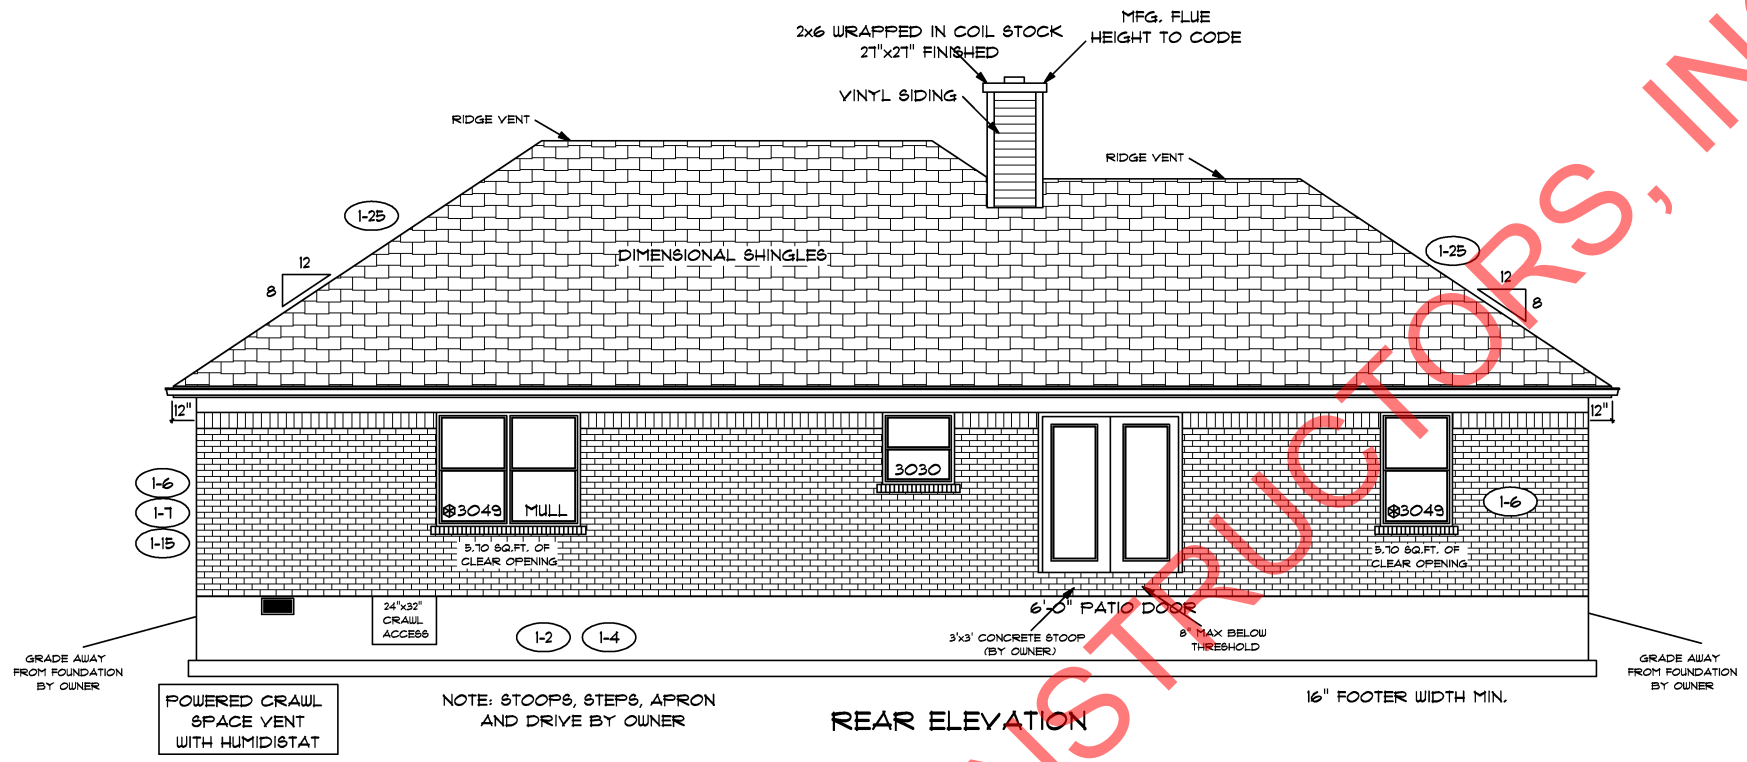 2x6 WRAPPED IN COIL STOCK
27"x27" FINISHED
MFG. FLUE
HEIGHT TO CODE
VINYL SIDING
RIDGE VENT
RIDGE VENT
1-25
1-25
DIMENSIONAL SHINGLES
12
8
12
8
12"
12"
3030
1-6
1-7
1-15
3049
MULL
3049
1-6
5.70 SQ.FT. OF
CLEAR OPENING
5.70 SQ.FT. OF
CLEAR OPENING
24"x32"
CRAWL
ACCESS
1-2
1-4
6'-0" PATIO DOOR
3'x3' CONCRETE STOOP
(BY OWNER)
8" MAX BELOW
THRESHOLD
GRADE AWAY
FROM FOUNDATION
BY OWNER
GRADE AWAY
FROM FOUNDATION
BY OWNER
POWERED CRAWL
SPACE VENT
WITH HUMIDISTAT
NOTE: STOOPS, STEPS, APRON
AND DRIVE BY OWNER
REAR ELEVATION
16" FOOTER WIDTH MIN.
NSTRUCTORS, IN